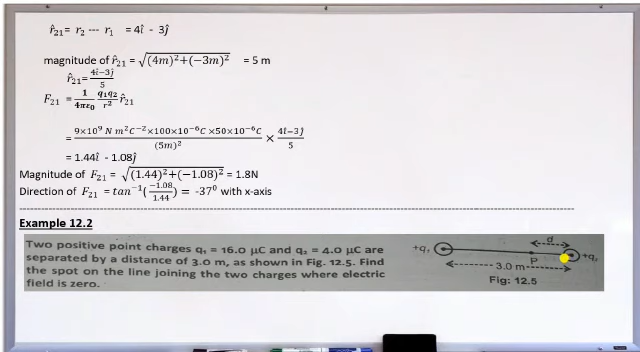 r̂₂₁= r₂ --- r₁ = 4î - 3ĵ
magnitude of r̂₂₁ = √(4m)²+(−3m)² = 5 m
r̂₂₁= 4î−3ĵ / 5
F₂₁ = 1/4πε₀ q₁q₂/r² r̂₂₁
= 9×10⁹ N m²C⁻²×100×10⁻⁶C ×50×10⁻⁶C / (5m)² × 4î−3ĵ / 5
= 1.44î - 1.08ĵ
Magnitude of F₂₁ = √(1.44)²+(−1.08)² = 1.8N
Direction of F₂₁ = tan⁻¹(−1.08/1.44) = -37⁰ with x-axis
Example 12.2
Two positive point charges q₁ = 16.0 μC and q₂ = 4.0 μC are
separated by a distance of 3.0 m, as shown in Fig. 12.5. Find
the spot on the line joining the two charges where electric
field is zero.
+q₁
d
P
+q₂
3.0 m
Fig: 12.5